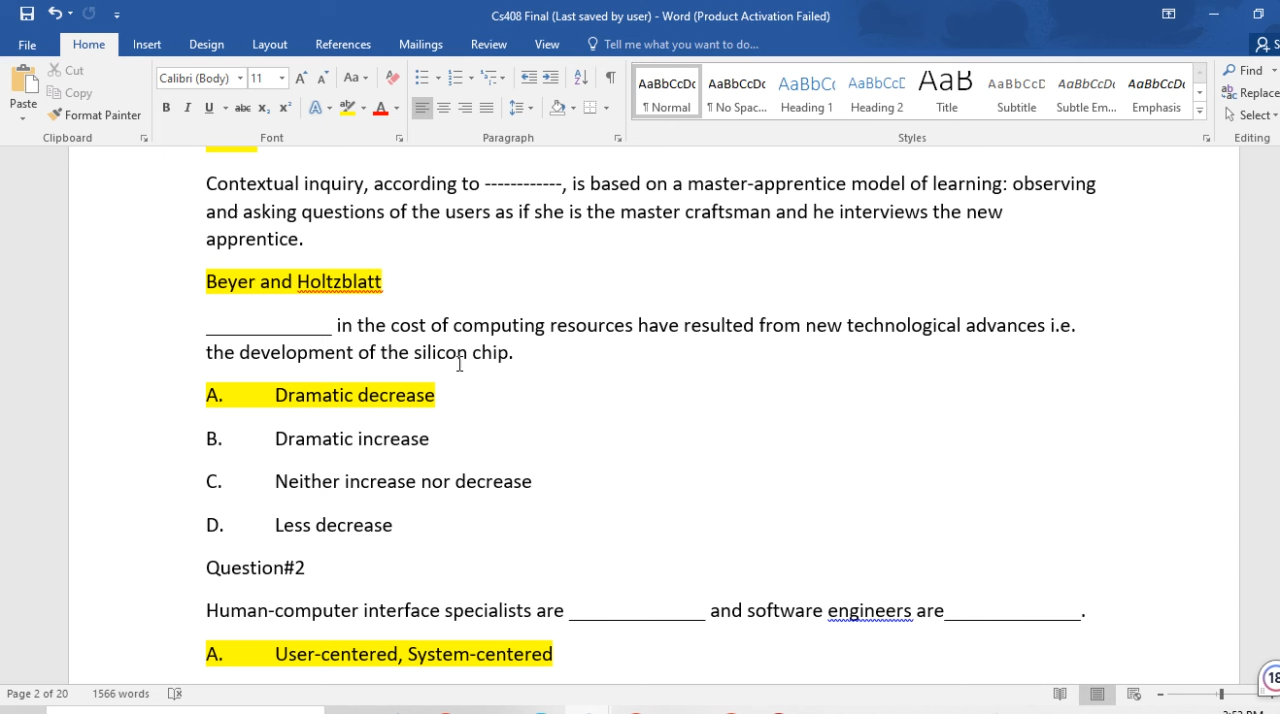 Cs408 Final (Last saved by user) - Word (Product Activation Failed)
File Home Insert Design Layout References Mailings Review View Tell me what you want to do... S
Paste Cut Copy Format Painter
Calibri (Body) 11 Aa
B I U abc x₂ x² A A
AaBbCcDc AaBbCcDc AaBbCc AaBbCcC AaB AaBbCcD AaBbCcDc AaBbCcDc
¶ Normal ¶ No Spac... Heading 1 Heading 2 Title Subtitle Subtle Em... Emphasis
Find Replace Select
Clipboard Font Paragraph Styles Editing
Contextual inquiry, according to ------------, is based on a master-apprentice model of learning: observing
and asking questions of the users as if she is the master craftsman and he interviews the new
apprentice.
Beyer and Holtzblatt
_____________ in the cost of computing resources have resulted from new technological advances i.e.
the development of the silicon chip.
A. Dramatic decrease
B. Dramatic increase
C. Neither increase nor decrease
D. Less decrease
Question#2
Human-computer interface specialists are ______________ and software engineers are______________.
A. User-centered, System-centered
Page 2 of 20 1566 words
18